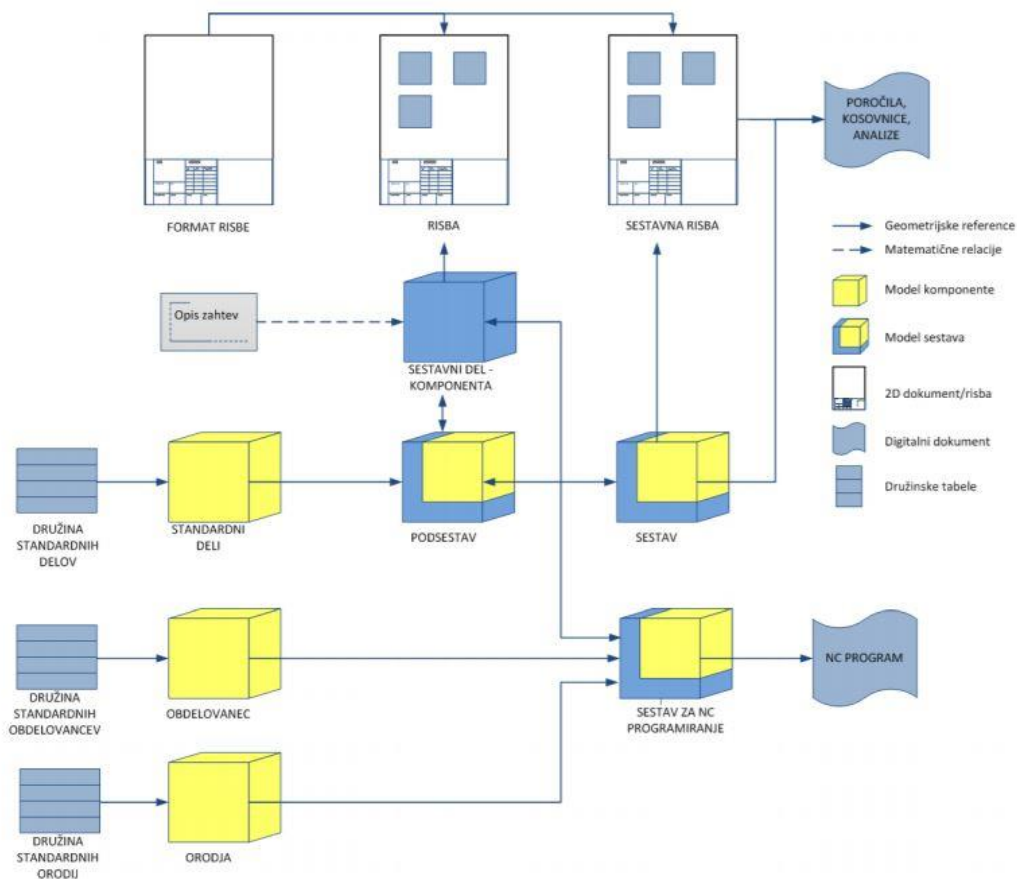 POROČILA,
KOSOVNICE,
ANALIZE
FORMAT RISBE
RISBA
SESTAVNA RISBA
Geometrijske reference
Matematične relacije
Opis zahtev
Model komponente
SESTAVNI DEL -
KOMPONENTA
Model sestava
2D dokument/risba
Digitalni dokument
Družinske tabele
DRUŽINA
STANDARDNIH
DELOV
STANDARDNI
DELI
PODSESTAV
SESTAV
DRUŽINA
STANDARDNIH
OBDELOVANCEV
OBDELOVANEC
SESTAV ZA NC
PROGRAMIRANJE
NC PROGRAM
DRUŽINA
STANDARDNIH
ORODIJ
ORODJA